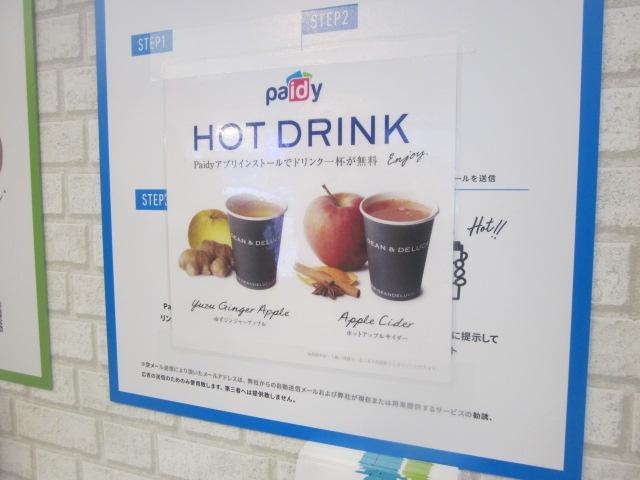 STEP1
STEP2
paidy
HOT DRINK
Paidyアプリインストールでドリンク一杯が無料 Enjoy
ールを送信
STEP3
Hot!!
DEAN & DELUCA
DEAN & DELUCA
Yuzu Ginger Apple
ゆずジンジャーアップル
Apple Cider
ホットアップルサイダー
Pa
リン
に提示して
ト
※空メール送信により頂いたメールアドレスは、弊社からの自動送信メールおよび弊社が現在または将来提供するサービスの勧誘、
広告の送信のためのみ使用致します。第三者へは提供致しません。